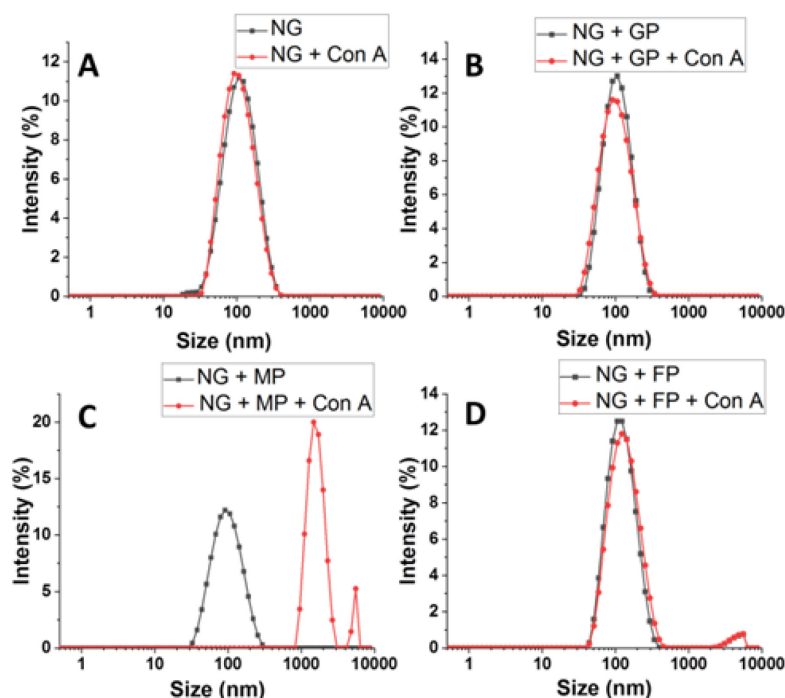 A
NG
NG + Con A
Intensity (%)
12
10
8
6
4
2
0
1
10
100
1000
10000
Size (nm)
B
NG + GP
NG + GP + Con A
Intensity (%)
14
12
10
8
6
4
2
0
1
10
100
1000
10000
Size (nm)
C
NG + MP
NG + MP + Con A
Intensity (%)
20
15
10
5
0
1
10
100
1000
10000
Size (nm)
D
NG + FP
NG + FP + Con A
Intensity (%)
14
12
10
8
6
4
2
0
1
10
100
1000
10000
Size (nm)